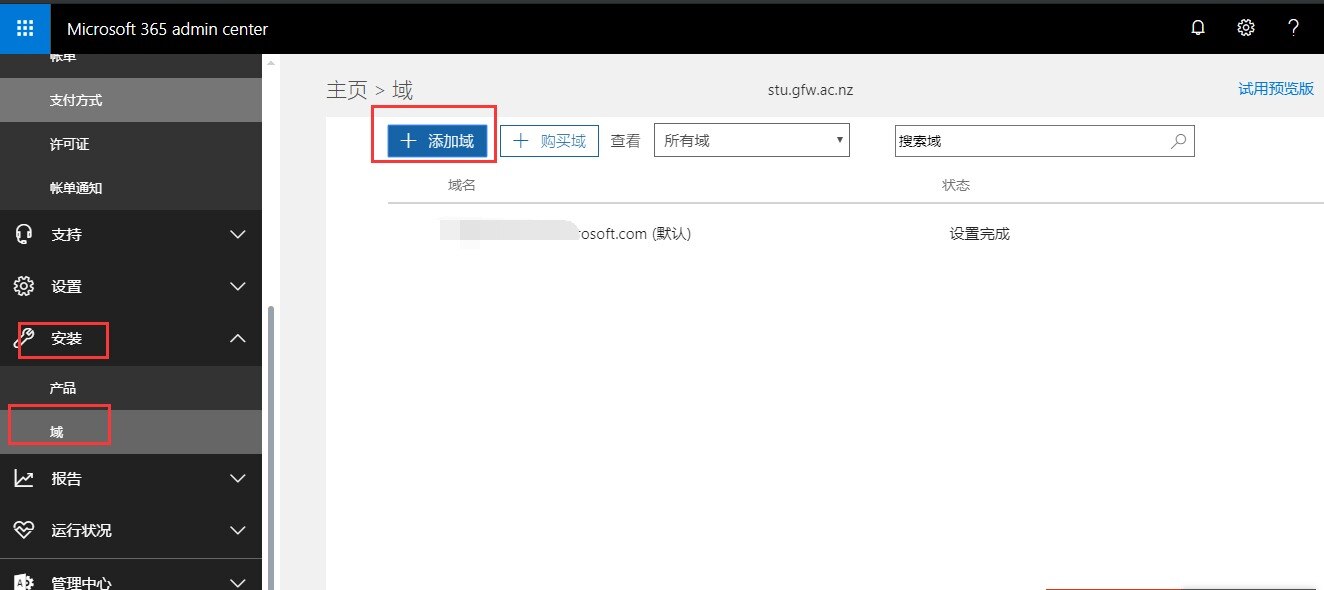 Microsoft 365 admin center
?
帐单
支付方式
许可证
帐单通知
支持
设置
安装
产品
域
报告
运行状况
管理中心
主页 > 域
stu.gfw.ac.nz
试用预览版
+ 添加域
+ 购买域
查看
所有域
搜索域
域名
状态
rosoft.com (默认)
设置完成